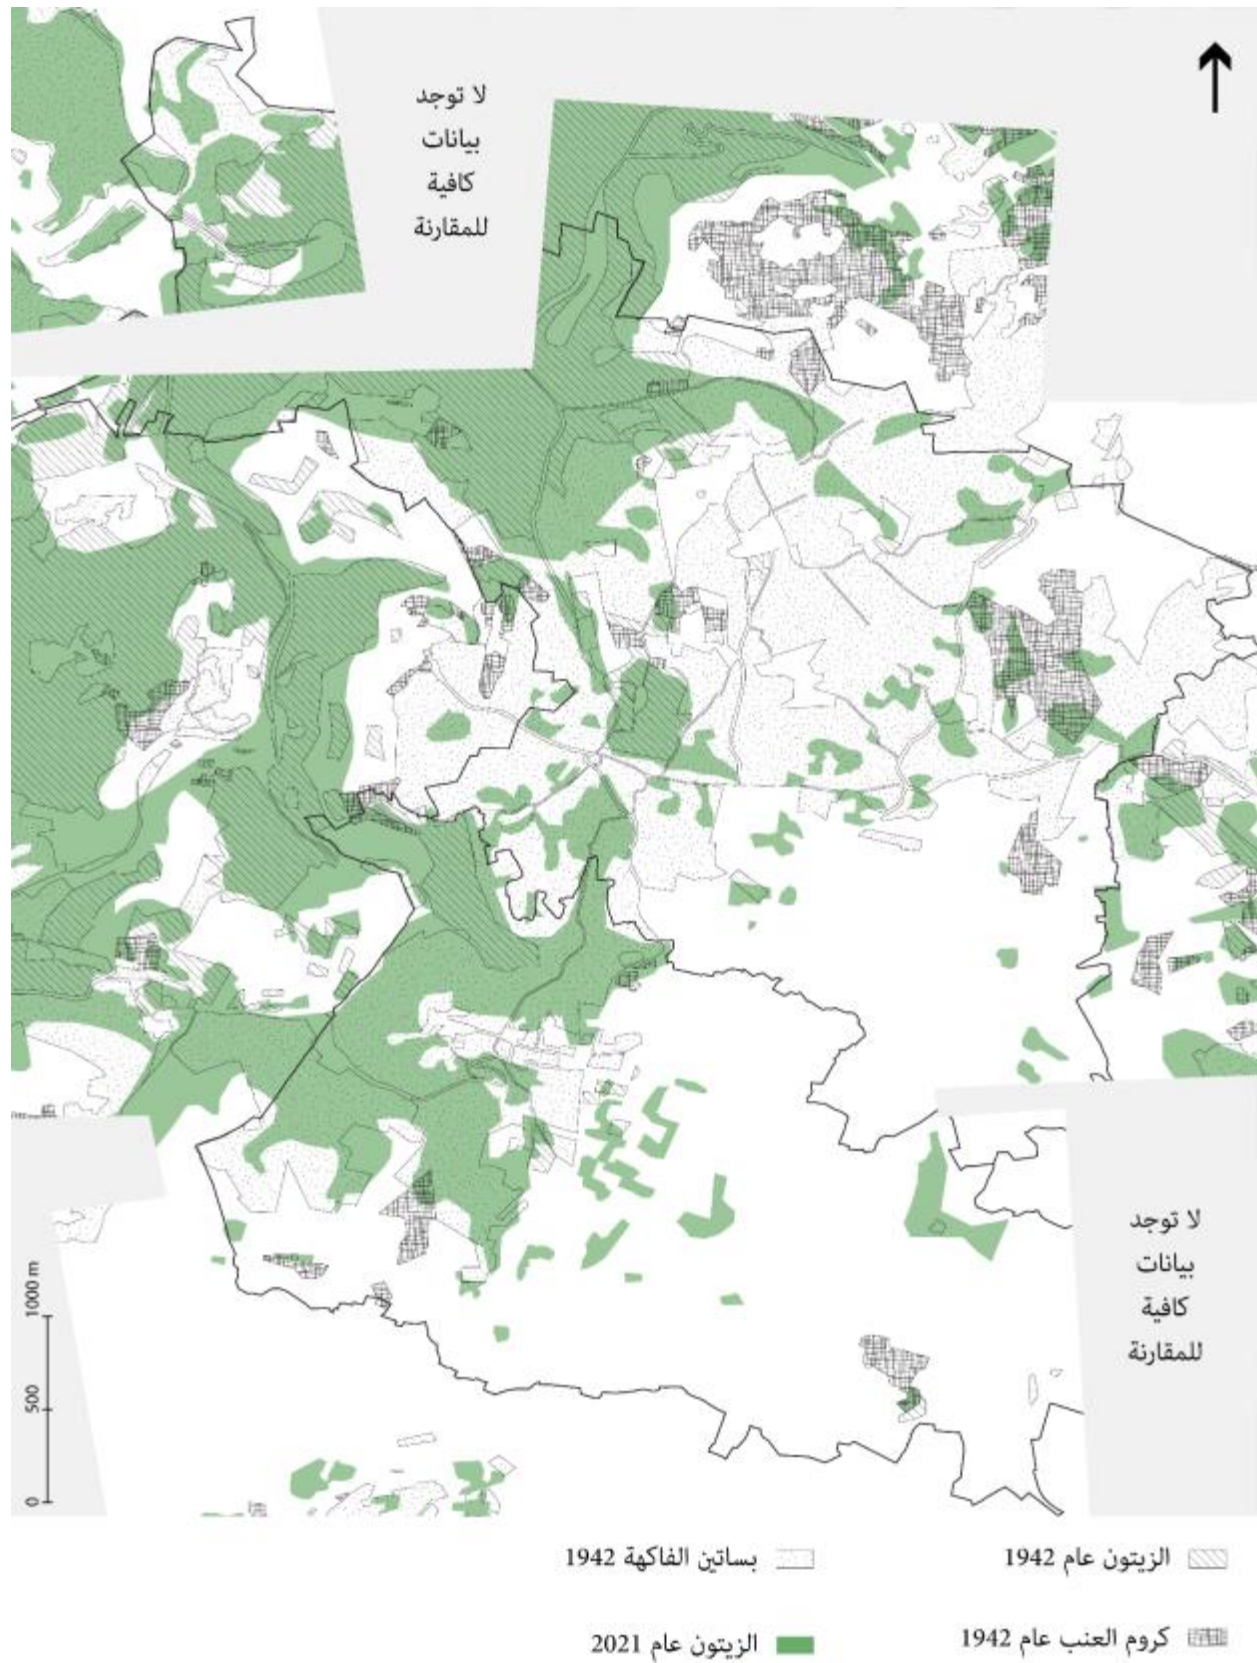 لا توجد
بيانات
كافية
للمقارنة
لا توجد
بيانات
كافية
للمقارنة
1000 m
500
0
الزيتون عام 1942
بساتين الفاكهة 1942
كروم العنب عام 1942
الزيتون عام 2021